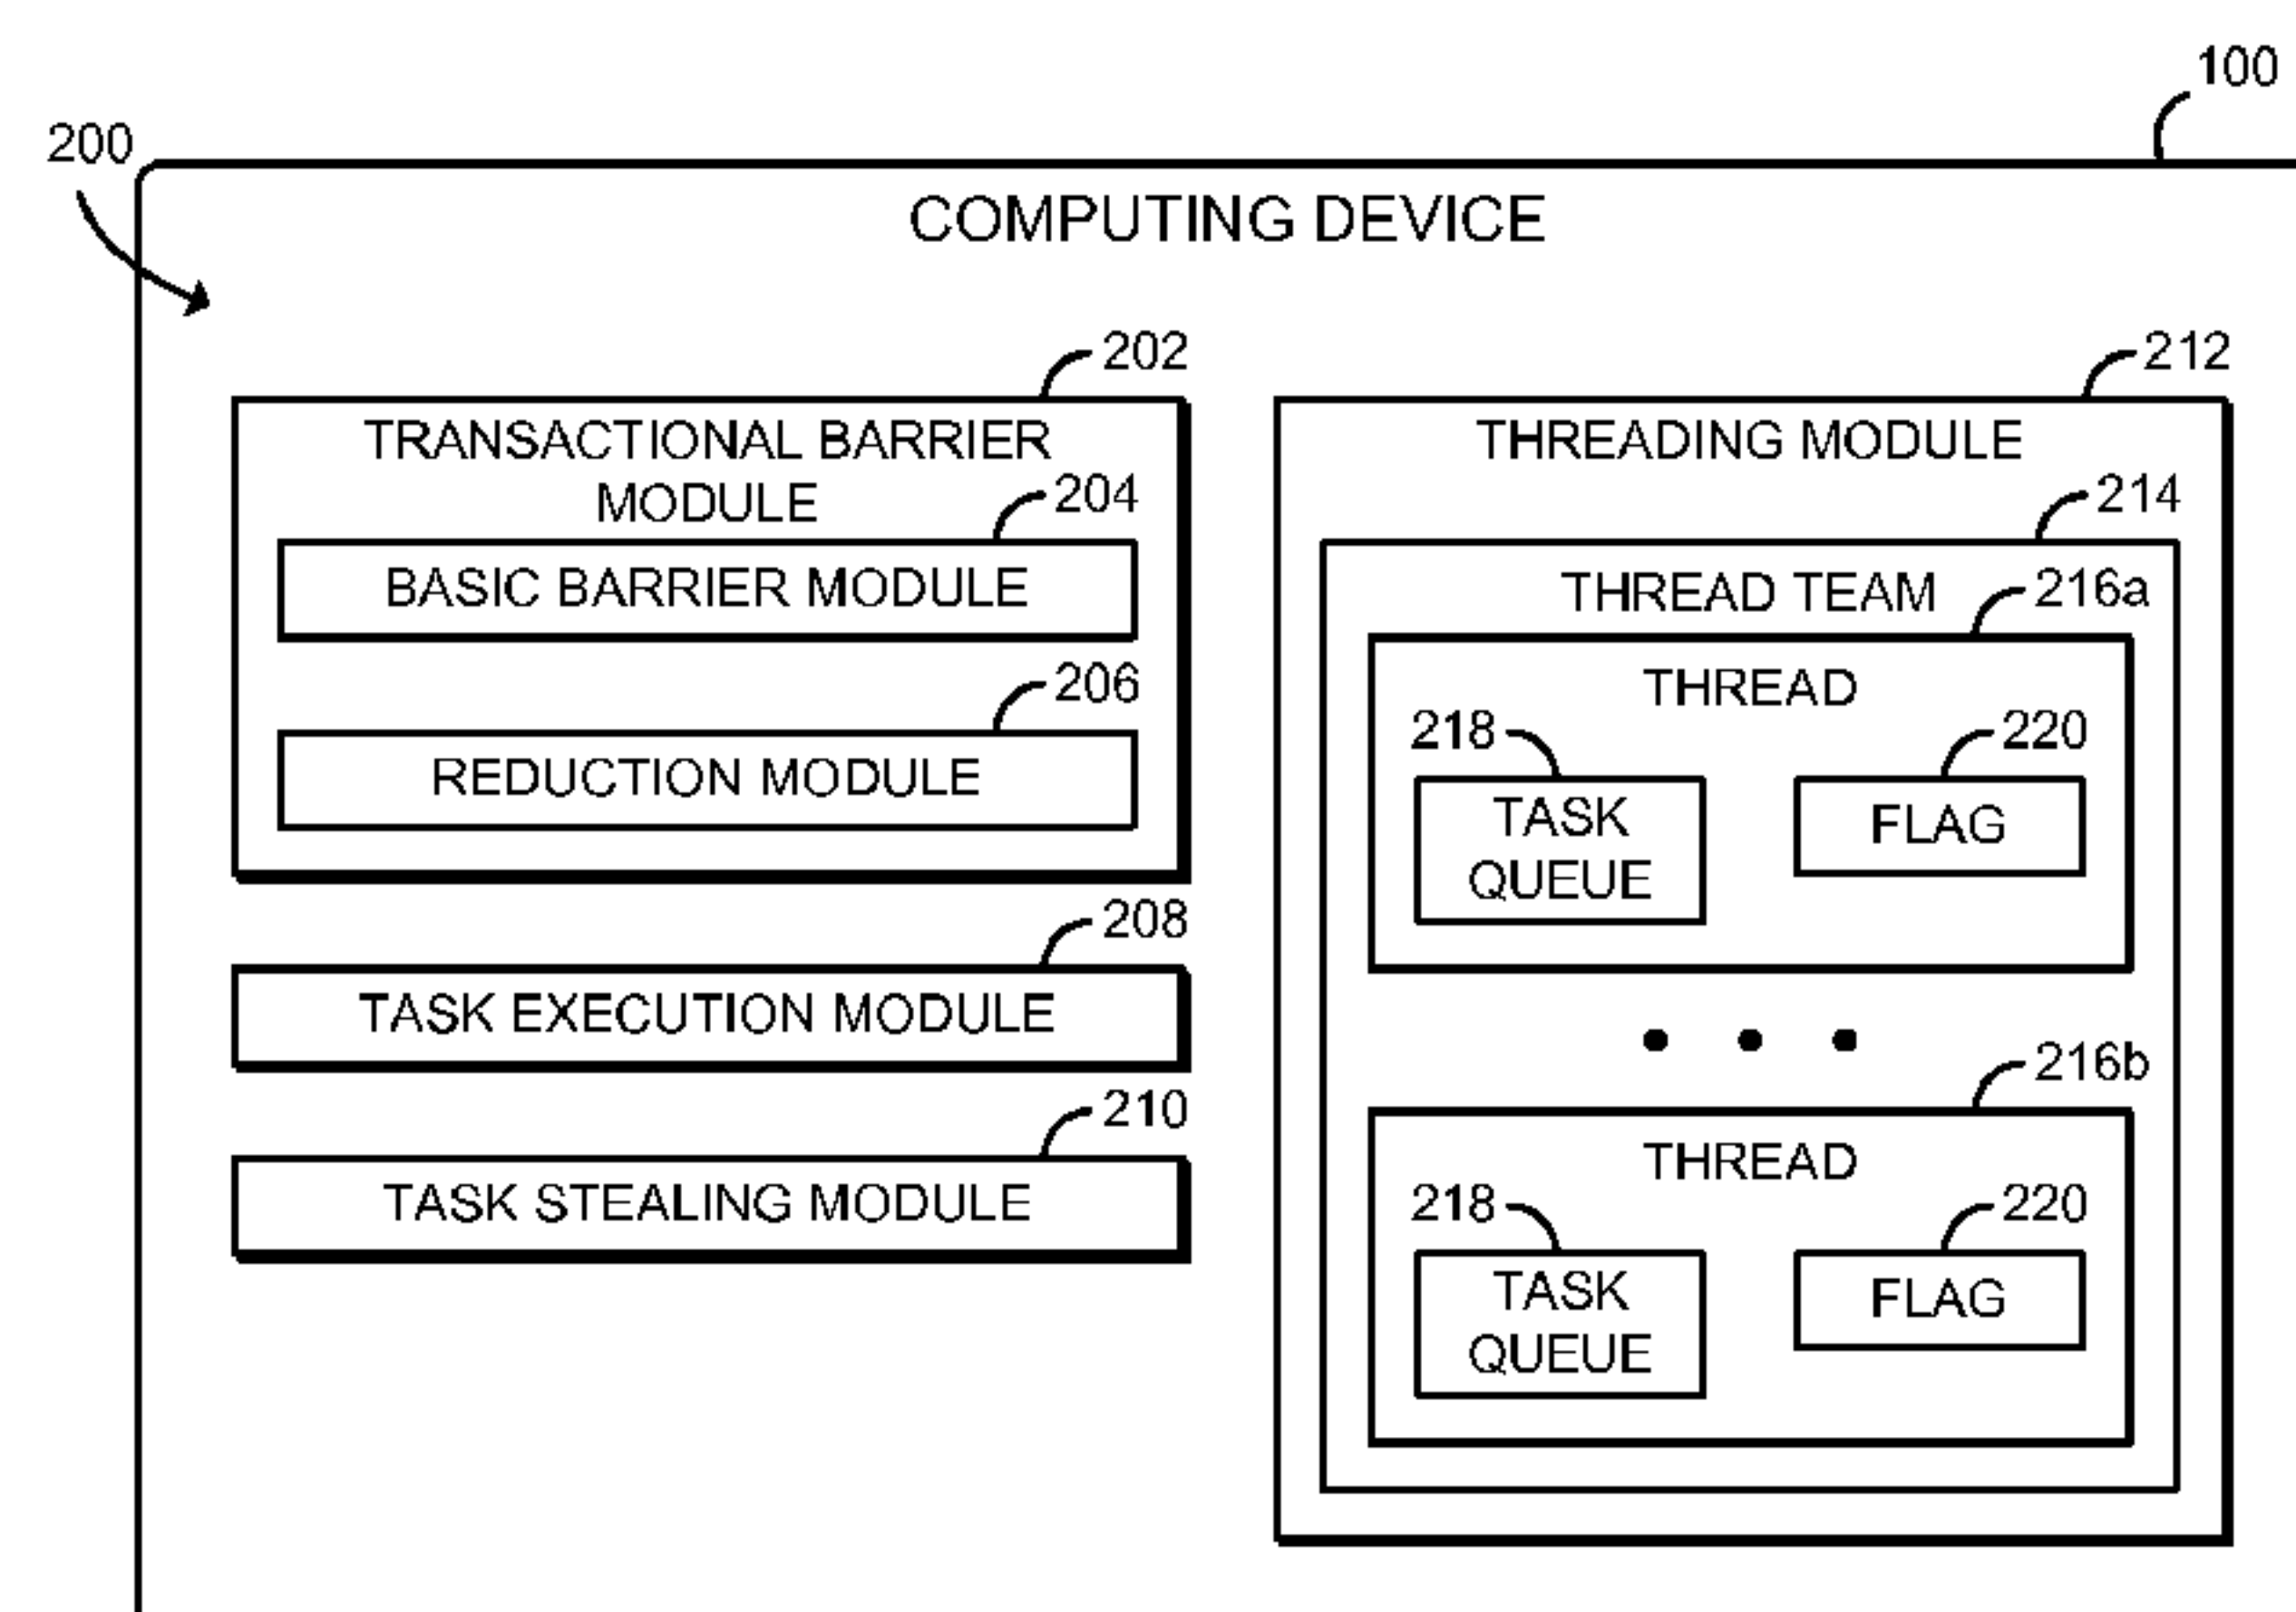 100
200
COMPUTING DEVICE
202
TRANSACTIONAL BARRIER
MODULE
204
BASIC BARRIER MODULE
206
REDUCTION MODULE
208
TASK EXECUTION MODULE
210
TASK STEALING MODULE
212
THREADING MODULE
214
THREAD TEAM
216a
THREAD
218
TASK
QUEUE
220
FLAG
216b
THREAD
218
TASK
QUEUE
220
FLAG